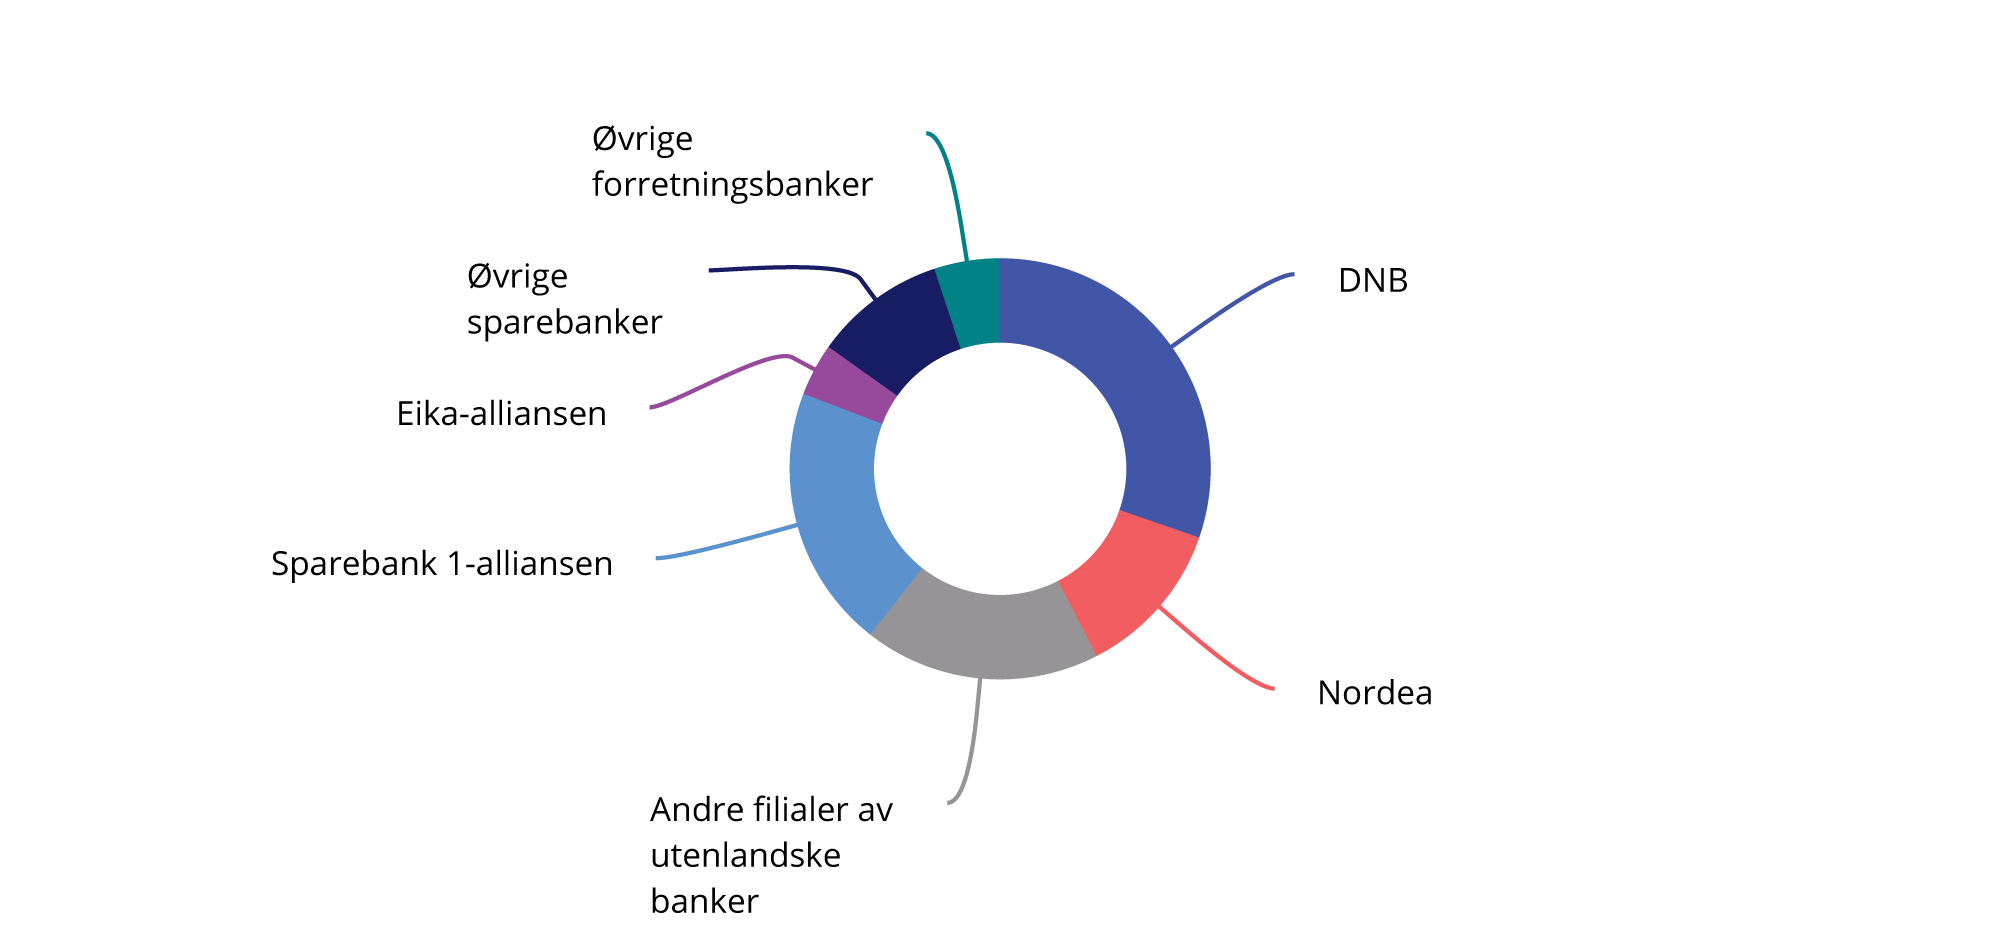 Øvrige
forretningsbanker
Øvrige
sparebanker
DNB
Eika-alliansen
Sparebank 1-alliansen
Nordea
Andre filialer av
utenlandske
banker